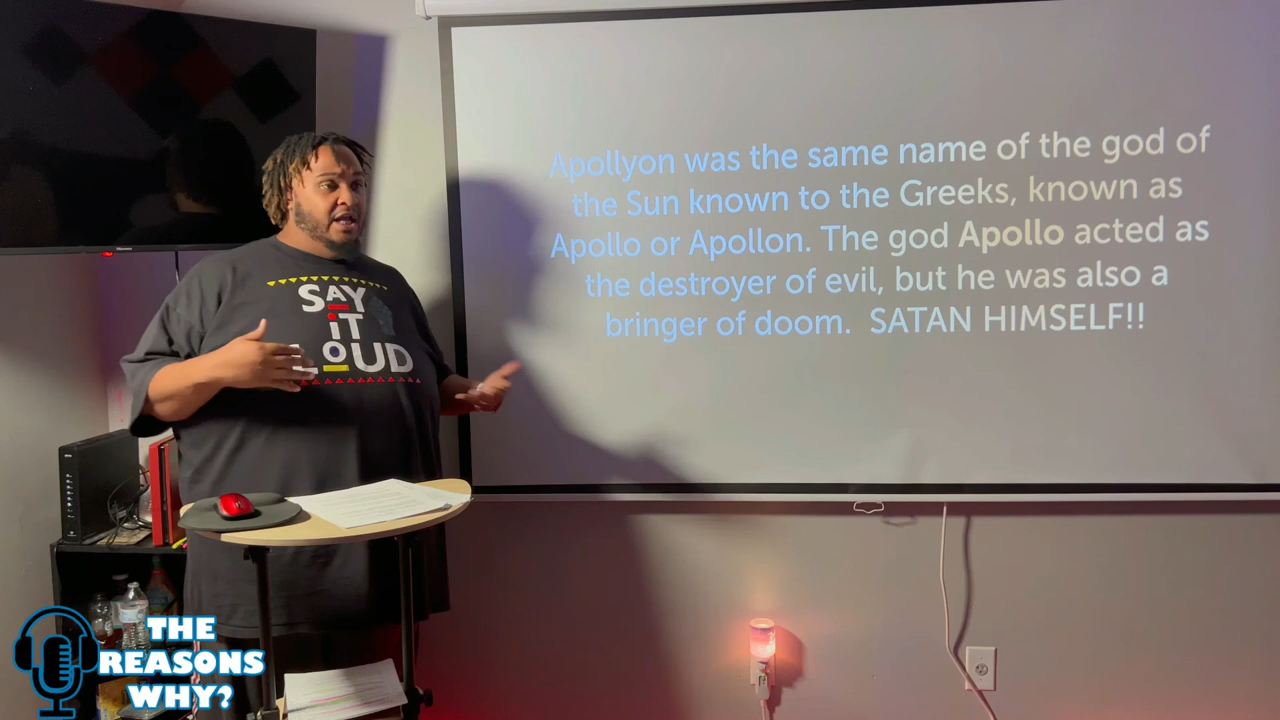 Apollyon was the same name of the god of
the Sun known to the Greeks, known as
Apollo or Apollon. The god Apollo acted as
the destroyer of evil, but he was also a
bringer of doom.  SATAN HIMSELF!!
SAY
iT
LOUD
THE
REASONS
WHY?